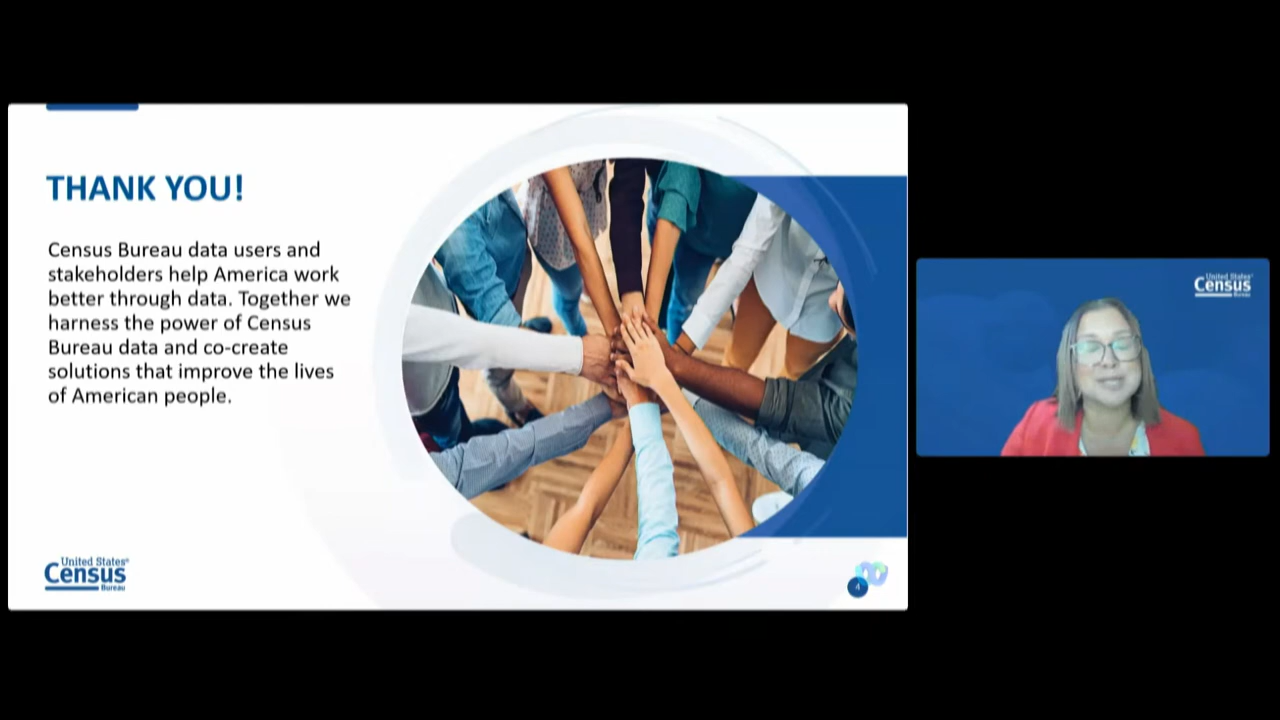 THANK YOU!
Census Bureau data users and
stakeholders help America work
better through data. Together we
harness the power of Census
Bureau data and co-create
solutions that improve the lives
of American people.
United States®
Census
Bureau
4
United States®
Census
Bureau